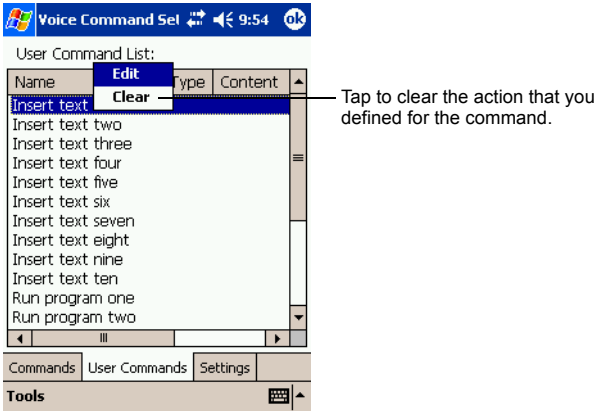 Voice Command Set 9:54 ok
User Command List:
Name Type Content
Edit
Clear
Insert text
Insert text two
Insert text three
Insert text four
Insert text five
Insert text six
Insert text seven
Insert text eight
Insert text nine
Insert text ten
Run program one
Run program two
Commands User Commands Settings
Tools
Tap to clear the action that you
defined for the command.